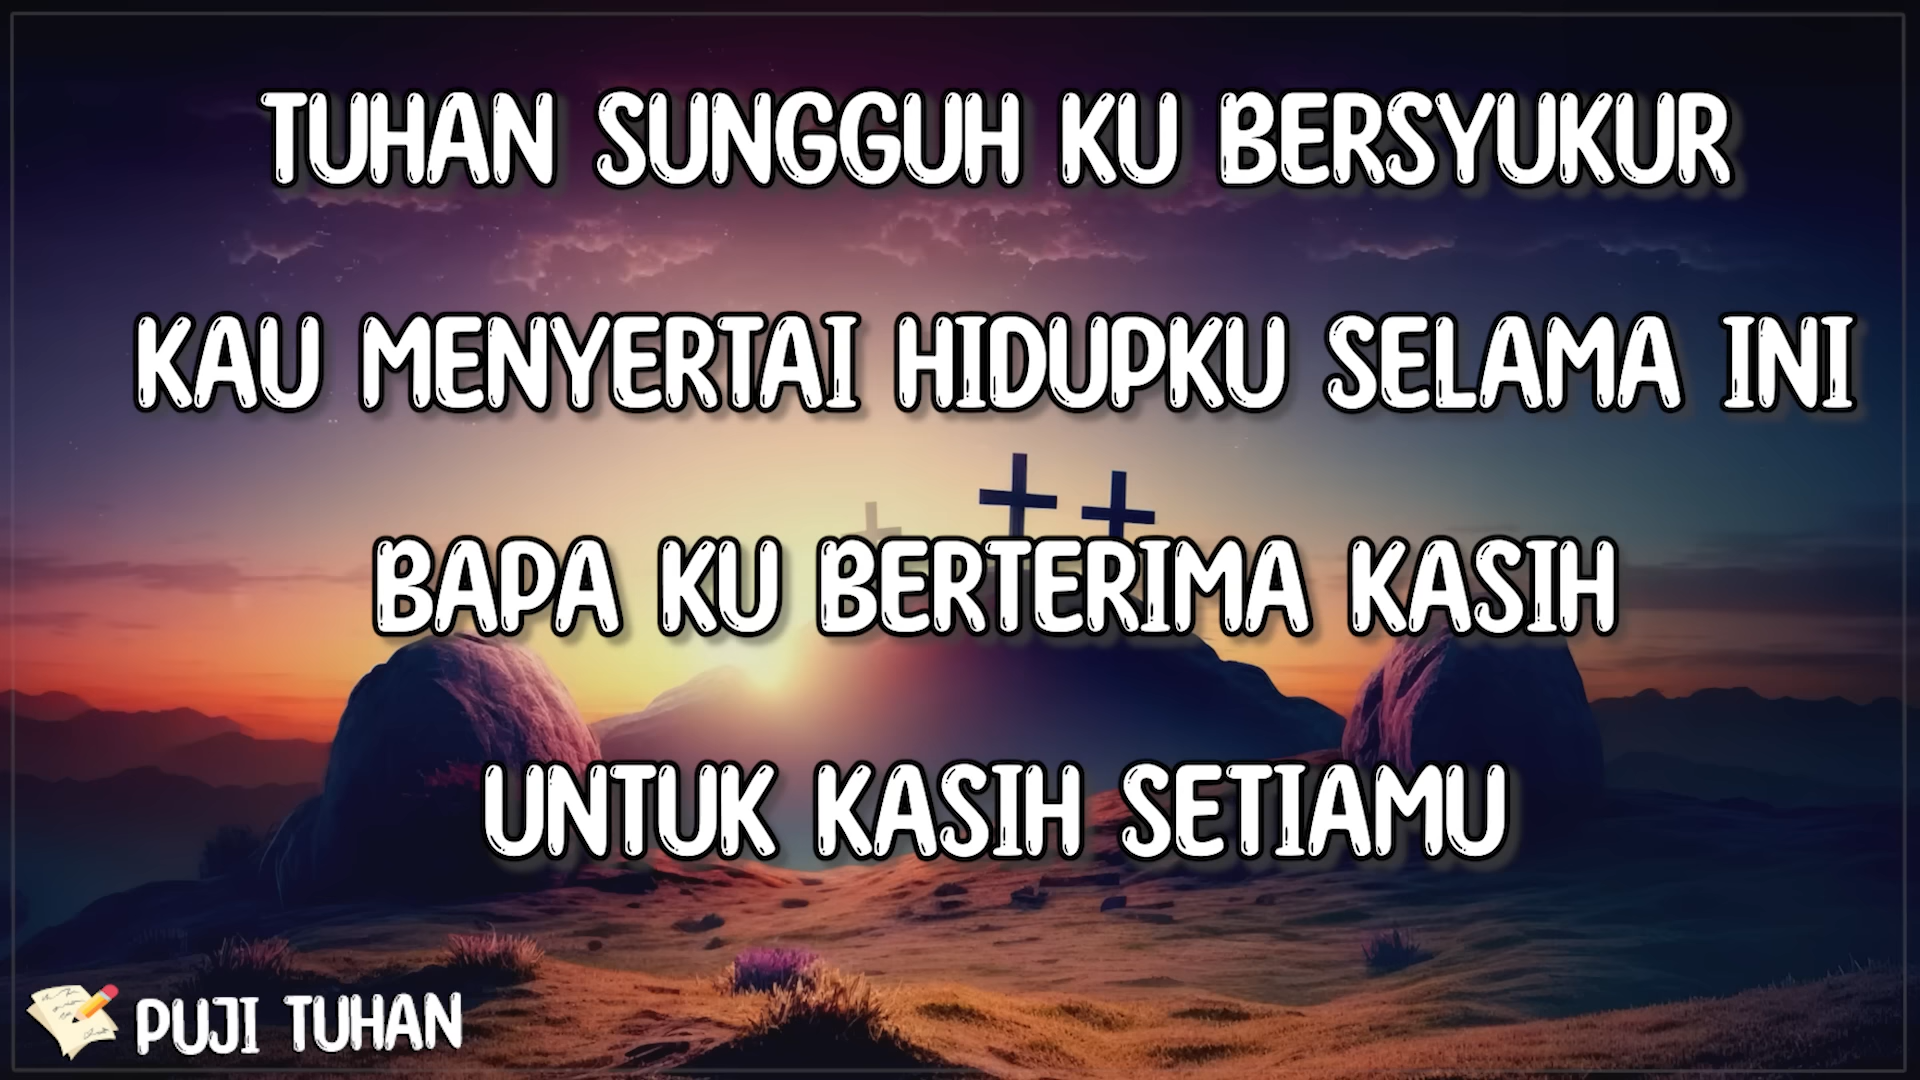 TUHAN SUNGGUH KU BERSYUKUR
KAU MENYERTAI HIDUPKU SELAMA INI
BAPA KU BERTERIMA KASIH
UNTUK KASIH SETIAMU
PUJI TUHAN